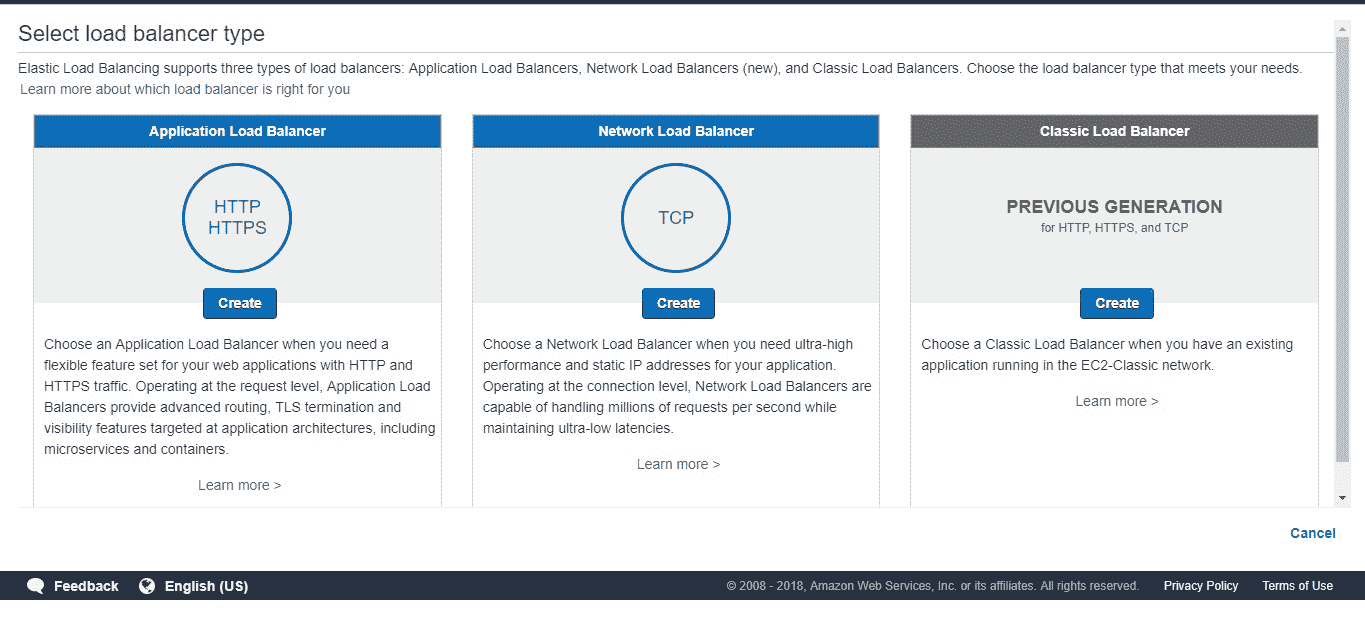 Select load balancer type
Elastic Load Balancing supports three types of load balancers: Application Load Balancers, Network Load Balancers (new), and Classic Load Balancers. Choose the load balancer type that meets your needs.
Learn more about which load balancer is right for you
Application Load Balancer
HTTP
HTTPS
Create
Choose an Application Load Balancer when you need a
flexible feature set for your web applications with HTTP and
HTTPS traffic. Operating at the request level, Application Load
Balancers provide advanced routing, TLS termination and
visibility features targeted at application architectures, including
microservices and containers.
Learn more >
Network Load Balancer
TCP
Create
Choose a Network Load Balancer when you need ultra-high
performance and static IP addresses for your application.
Operating at the connection level, Network Load Balancers are
capable of handling millions of requests per second while
maintaining ultra-low latencies.
Learn more >
Classic Load Balancer
PREVIOUS GENERATION
for HTTP, HTTPS, and TCP
Create
Choose a Classic Load Balancer when you have an existing
application running in the EC2-Classic network.
Learn more >
Cancel
Feedback
English (US)
© 2008 - 2018, Amazon Web Services, Inc. or its affiliates. All rights reserved.
Privacy Policy
Terms of Use